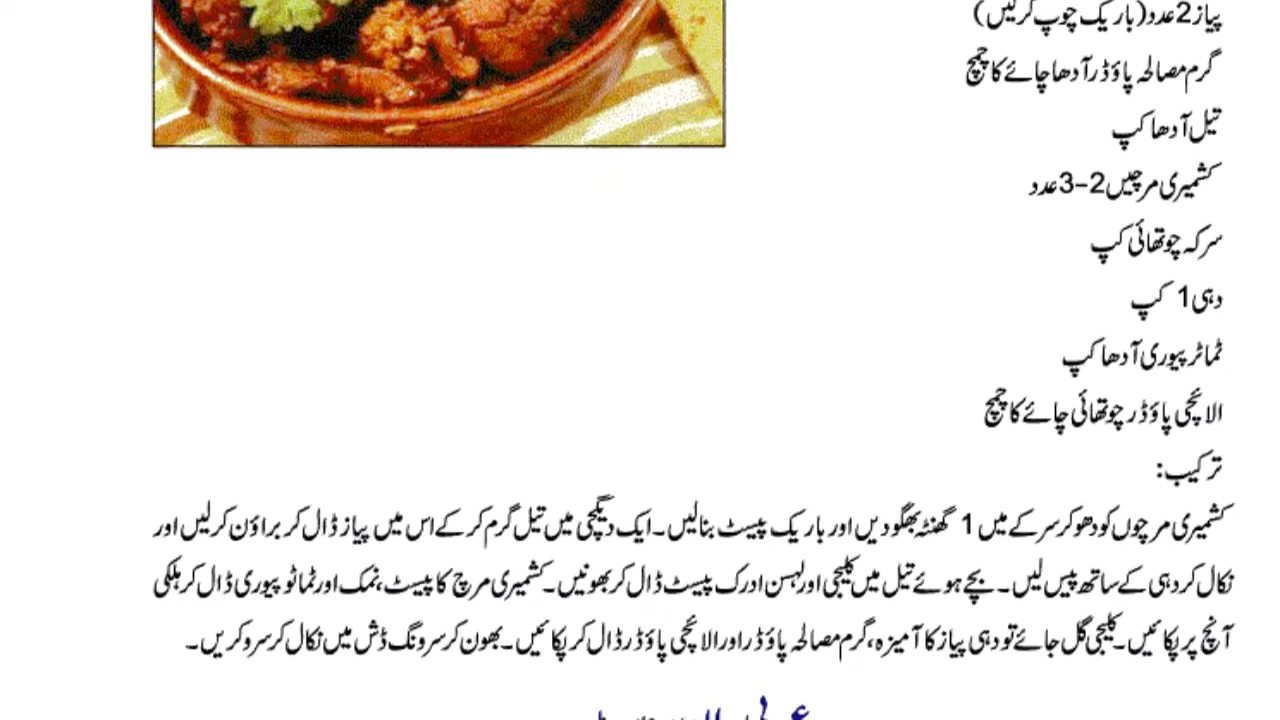 پیاز2عدد(باریک چوپ کرلیں)
گرم مصالحہ پاؤڈرآدھاچائے کا چمچ
تیل آدھا کپ
کشمیری مرچیں2-3عدد
سرکہ چوتھائی کپ
دہی1 کپ
ٹماٹرپیوری آدھا کپ
الائچی پاؤڈر چوتھائی چائے کا چمچ
ترکیب:
کشمیری مرچوں کو دھو کر سرکے میں 1 گھنٹہ بھگو دیں اور باریک پیسٹ بنالیں۔ایک دیگچی میں تیل گرم کرکے اس میں پیاز ڈال کر براؤن کرلیں اور
نکال کر دہی کے ساتھ پیس لیں۔بچے ہوئے تیل میں کلیجی اور لہسن ادرک پیسٹ ڈال کر بھونیں۔کشمیری مرچ کا پیسٹ،نمک اور ٹماٹو پیوری ڈال کر ہلکی
آنچ پر پکائیں۔کلیجی گل جائے تو دہی پیاز کا آمیزہ،گرم مصالحہ پاؤڈر اور الائچی پاؤڈر ڈال کر پکائیں۔بھون کر سرونگ ڈش میں نکال کر سرو کریں۔